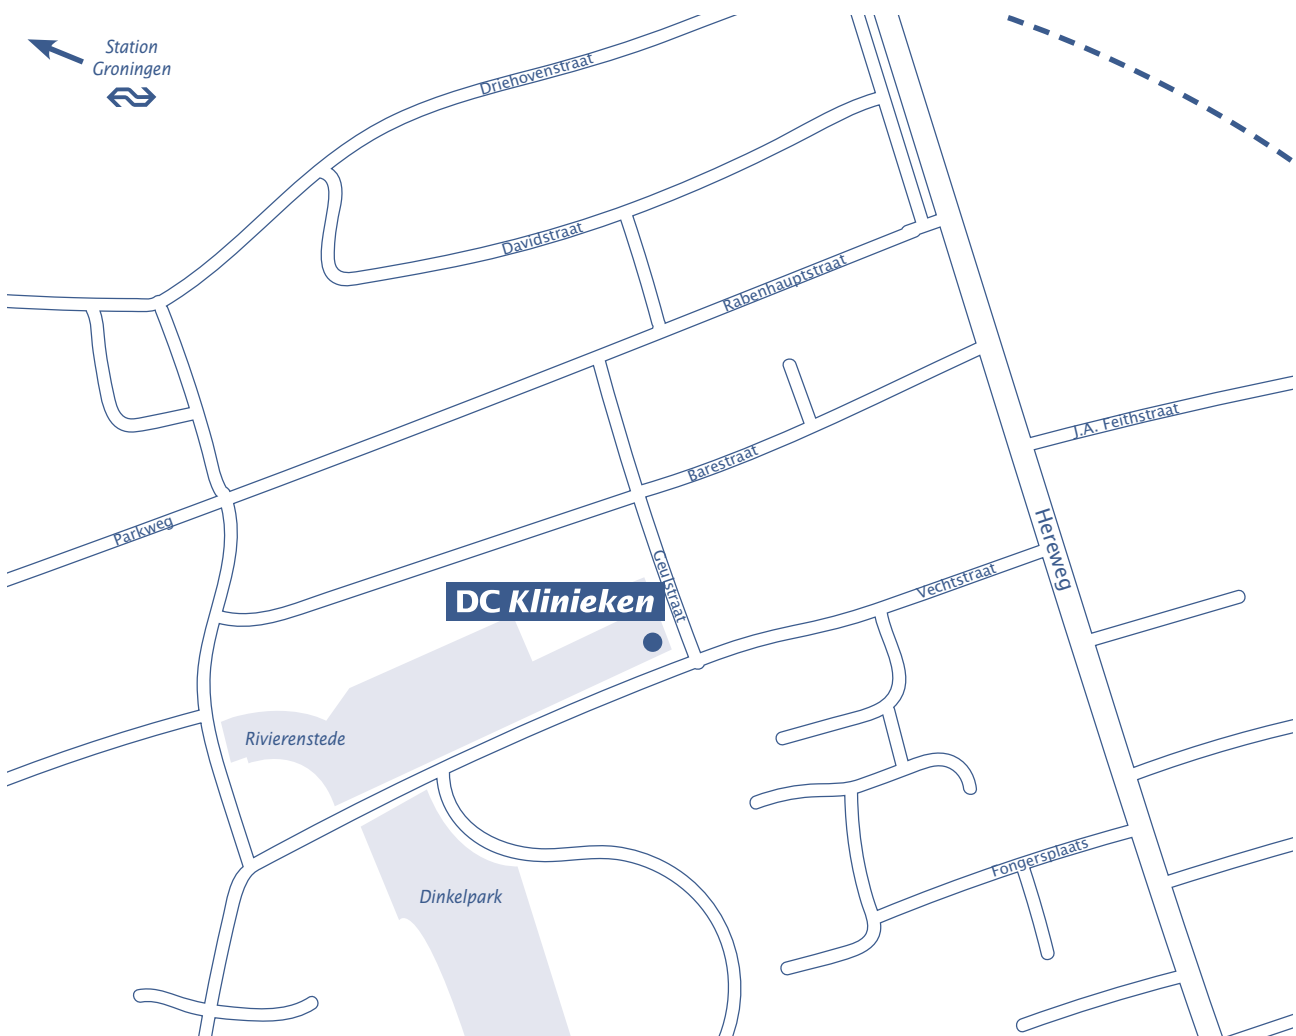 Station
Groningen
Driehovenstraat
Davidstraat
Rabenhauptstraat
J.A. Feithstraat
Barestraat
Parkweg
Hereweg
Geulstraat
Vechtstraat
DC Klinieken
Rivierenstede
Fongersplaats
Dinkelpark